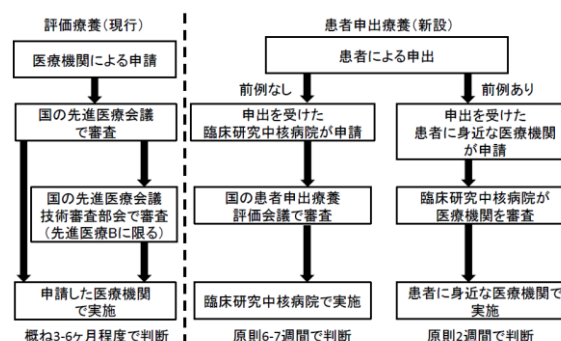 評価療養(現行)
医療機関による申請
国の先進医療会議
で審査
国の先進医療会議
技術審査部会で審査
(先進医療Bに限る)
申請した医療機関
で実施
概ね3-6ヶ月程度で判断
患者申出療養(新設)
患者による申出
前例なし
申出を受けた
臨床研究中核病院が申請
国の患者申出療養
評価会議で審査
臨床研究中核病院で実施
原則6-7週間で判断
前例あり
申出を受けた
患者に身近な医療機関
が申請
臨床研究中核病院が
医療機関を審査
患者に身近な医療機関で
実施
原則2週間で判断